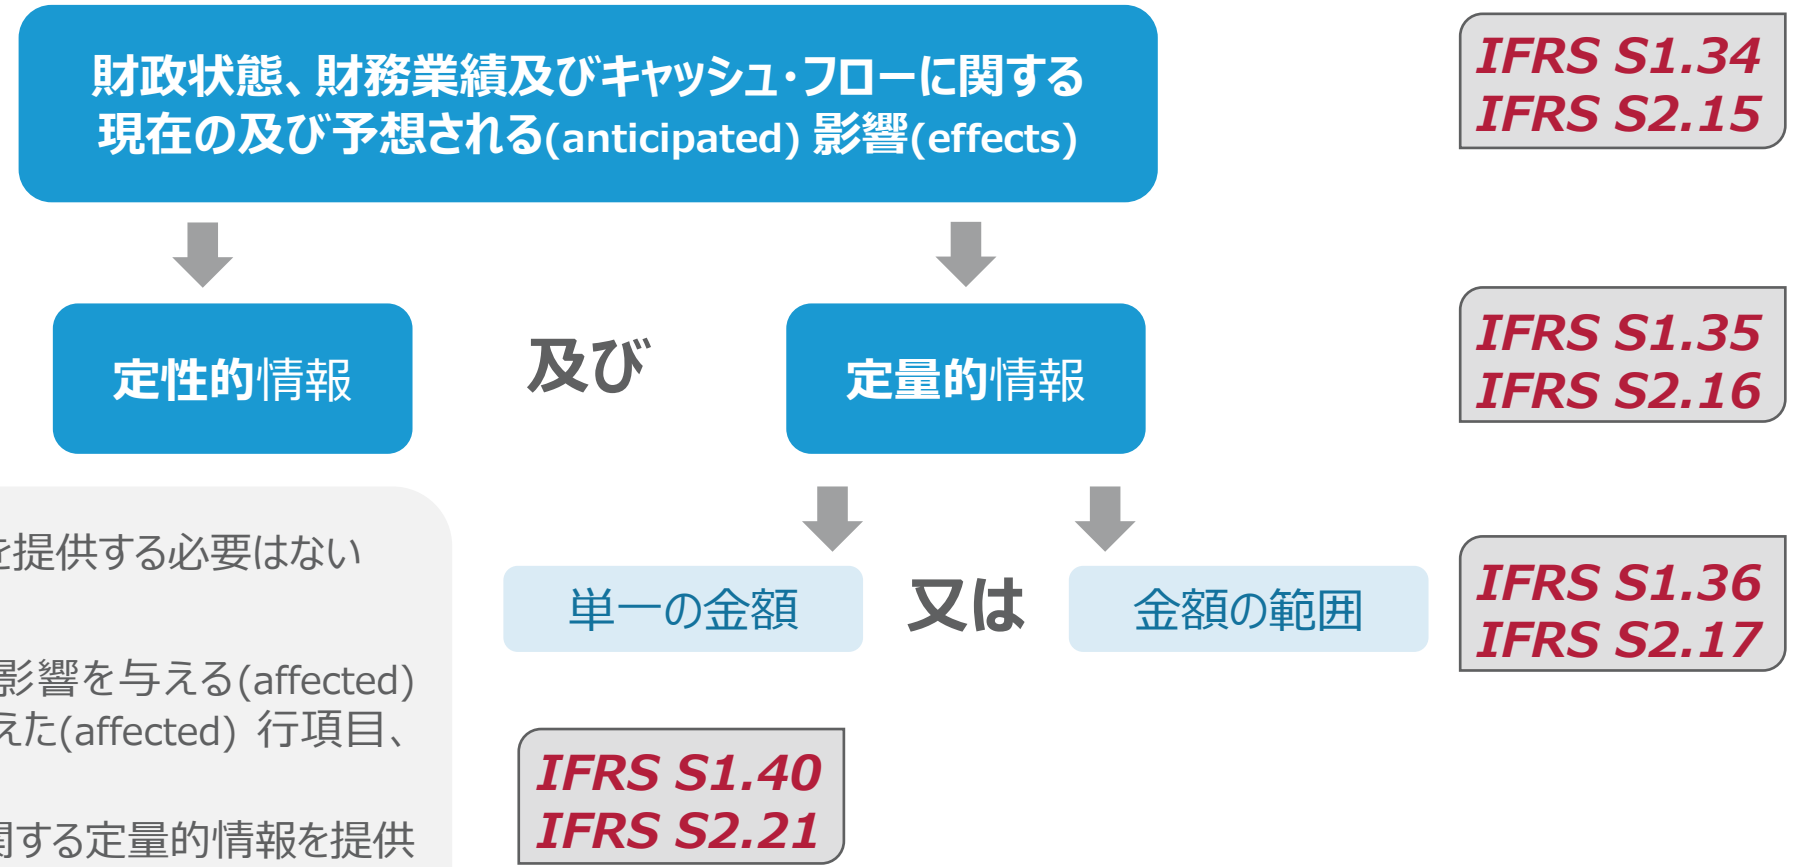 財政状態、財務業績及びキャッシュ・フローに関する
現在の及び予想される(anticipated) 影響(effects)
IFRS S1.34
IFRS S2.15
定性的情報
及び
定量的情報
IFRS S1.35
IFRS S2.16
単一の金額
又は
金額の範囲
IFRS S1.36
IFRS S2.17
を提供する必要はない
影響を与える(affected)
えた(affected) 行項目、
関する定量的情報を提供
IFRS S1.40
IFRS S2.21